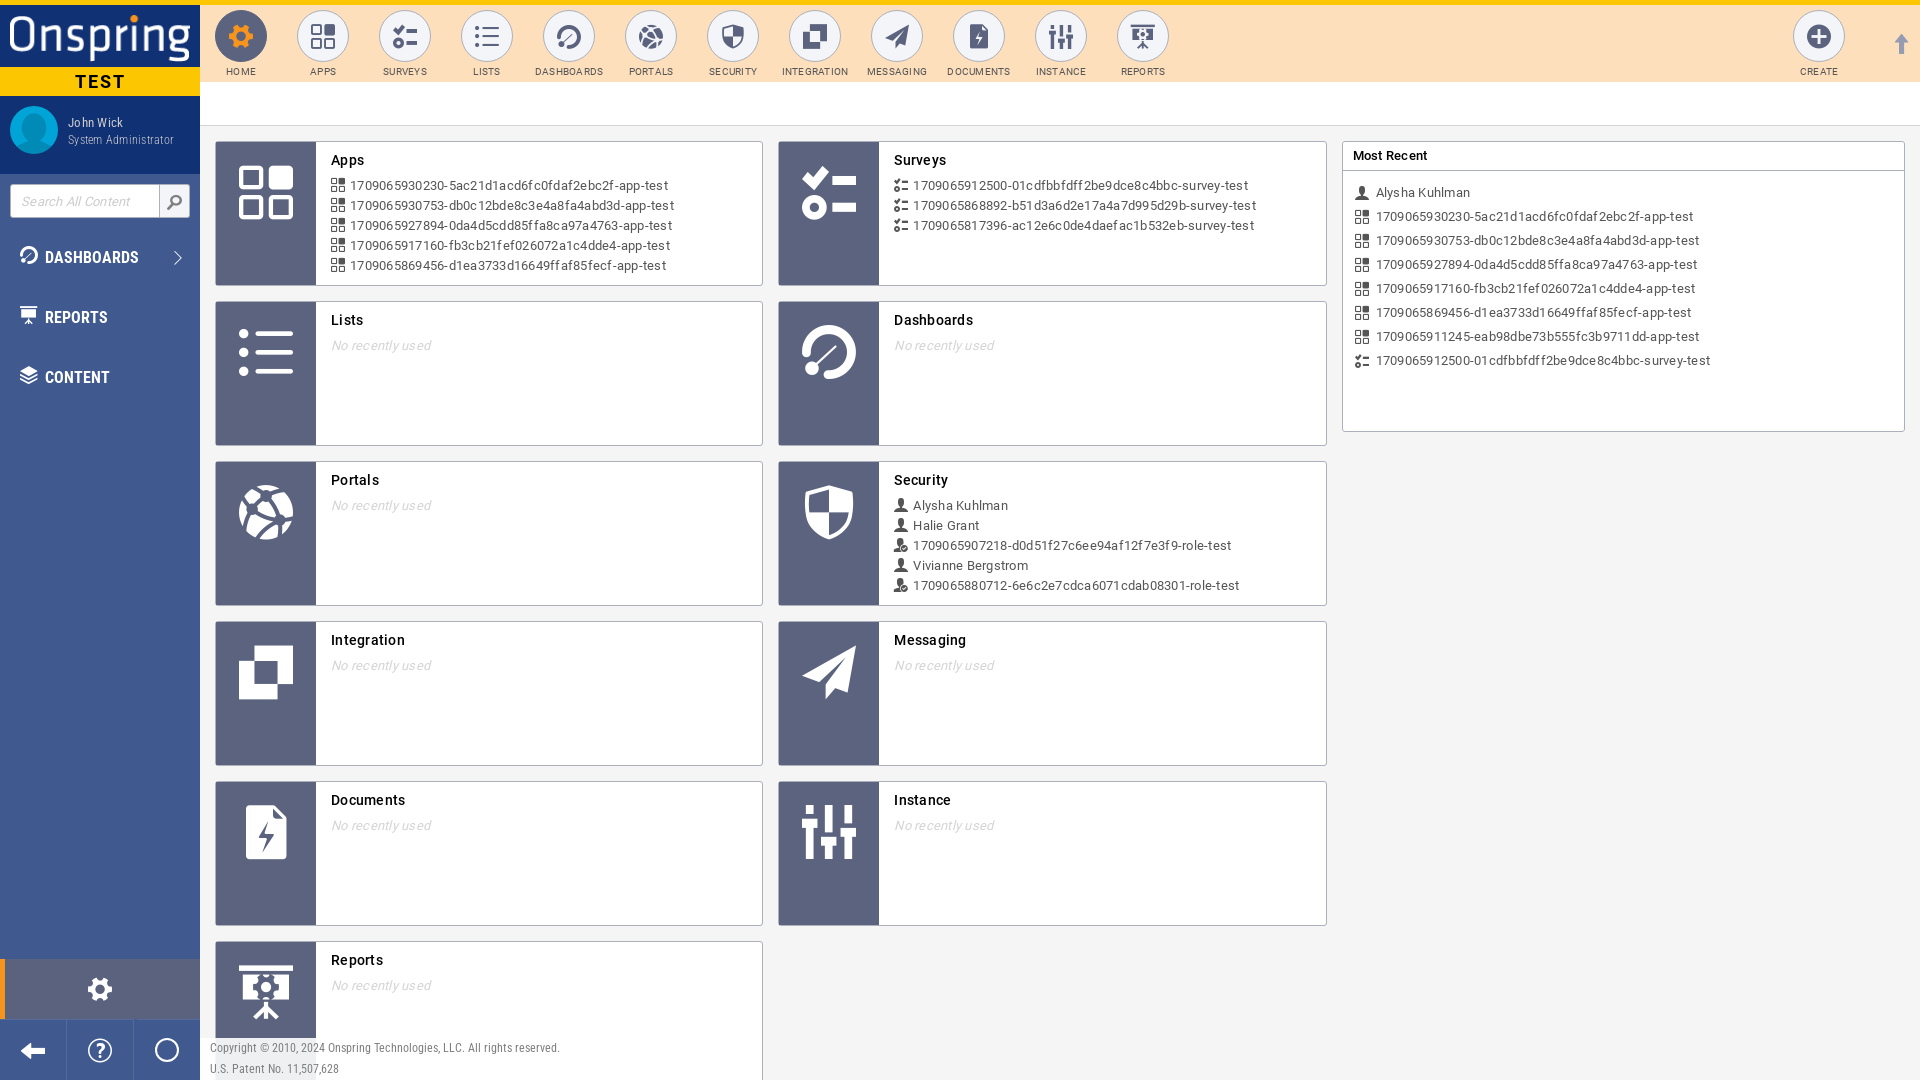 Onspring
TEST
John Wick
System Administrator
Search All Content
DASHBOARDS
REPORTS
CONTENT
HOME
APPS
SURVEYS
LISTS
DASHBOARDS
PORTALS
SECURITY
INTEGRATION
MESSAGING
DOCUMENTS
INSTANCE
REPORTS
CREATE
Apps
1709065930230-5ac21d1acd6fc0fdaf2ebc2f-app-test
1709065930753-db0c12bde8c3e4a8fa4abd3d-app-test
1709065927894-0da4d5cdd85ffa8ca97a4763-app-test
1709065917160-fb3cb21fef026072a1c4dde4-app-test
1709065869456-d1ea3733d16649ffaf85fecf-app-test
Surveys
1709065912500-01cdfbbfdff2be9dce8c4bbc-survey-test
1709065868892-b51d3a6d2e17a4a7d995d29b-survey-test
1709065817396-ac12e6c0de4daefac1b532eb-survey-test
Lists
No recently used
Dashboards
No recently used
Portals
No recently used
Security
Alysha Kuhlman
Halie Grant
1709065907218-d0d51f27c6ee94af12f7e3f9-role-test
Vivianne Bergstrom
1709065880712-6e6c2e7cdca6071cdab08301-role-test
Integration
No recently used
Messaging
No recently used
Documents
No recently used
Instance
No recently used
Reports
No recently used
Most Recent
Alysha Kuhlman
1709065930230-5ac21d1acd6fc0fdaf2ebc2f-app-test
1709065930753-db0c12bde8c3e4a8fa4abd3d-app-test
1709065927894-0da4d5cdd85ffa8ca97a4763-app-test
1709065917160-fb3cb21fef026072a1c4dde4-app-test
1709065869456-d1ea3733d16649ffaf85fecf-app-test
1709065911245-eab98dbe73b555fc3b9711dd-app-test
1709065912500-01cdfbbfdff2be9dce8c4bbc-survey-test
Copyright © 2010, 2024 Onspring Technologies, LLC. All rights reserved.
U.S. Patent No. 11,507,628